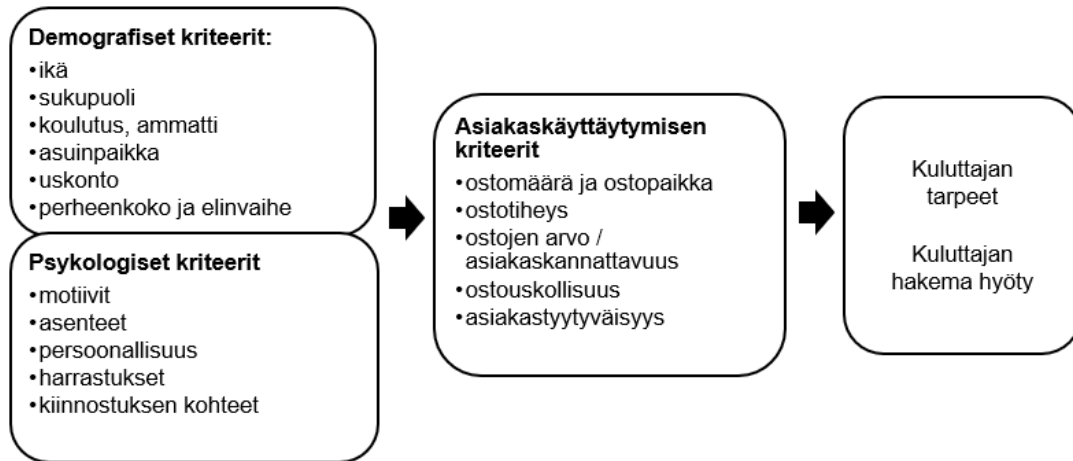 Demografiset kriteerit:
•ikä
•sukupuoli
•koulutus, ammatti
•asuinpaikka
•uskonto
•perheenkoko ja elinvaihe
Psykologiset kriteerit
•motiivit
•asenteet
•persoonallisuus
•harrastukset
•kiinnostuksen kohteet
Asiakaskäyttäytymisen
kriteerit
•ostomäärä ja ostopaikka
•ostotiheys
•ostojen arvo /
asiakaskannattavuus
•ostouskollisuus
•asiakastyytyväisyys
Kuluttajan
tarpeet
Kuluttajan
hakema hyöty